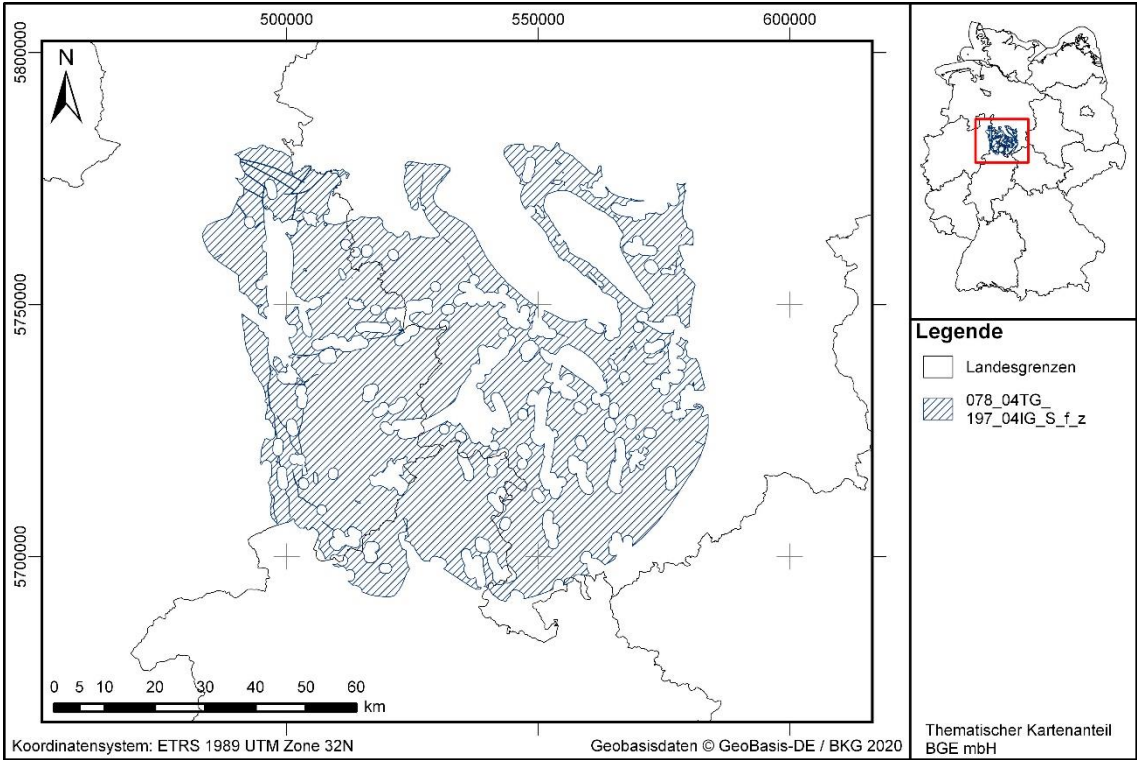 500000
550000
600000
5800000
5750000
5700000
N
0 5 10 20 30 40 50 60
km
Koordinatensystem: ETRS 1989 UTM Zone 32N
Geobasisdaten © GeoBasis-DE / BKG 2020
Legende
Landesgrenzen
078_04TG_
197_04IG_S_f_z
Thematischer Kartenanteil
BGE mbH